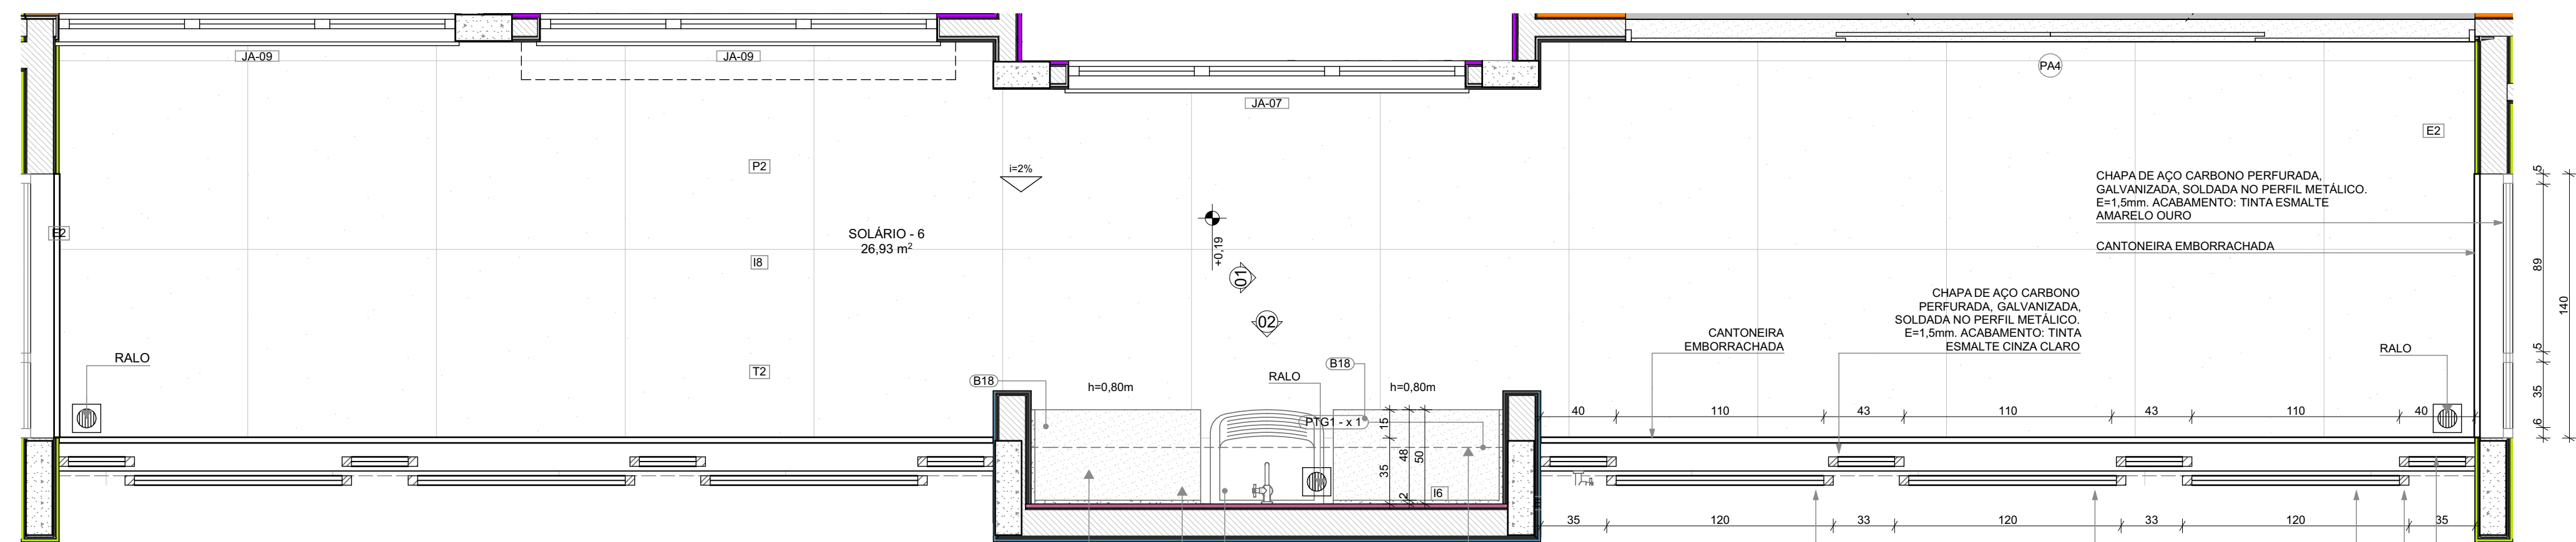 JA-09
JA-09
JA-07
PA4
E2
P2
i=2%
CHAPA DE AÇO CARBONO PERFURADA,
GALVANIZADA, SOLDADA NO PERFIL METÁLICO.
E=1,5mm. ACABAMENTO: TINTA ESMALTE
AMARELO OURO
CANTONEIRA EMBORRACHADA
5
89
140
5
35
6
E2
SOLÁRIO - 6
26,93 m²
+0,19
I8
01
02
CHAPA DE AÇO CARBONO
PERFURADA, GALVANIZADA,
SOLDADA NO PERFIL METÁLICO.
E=1,5mm. ACABAMENTO: TINTA
ESMALTE CINZA CLARO
CANTONEIRA
EMBORRACHADA
RALO
RALO
T2
B18
h=0,80m
RALO
B18
h=0,80m
PTG1 - x 1
15
48
50
35
2
I6
40
110
43
110
43
110
40
35
120
33
120
33
120
35